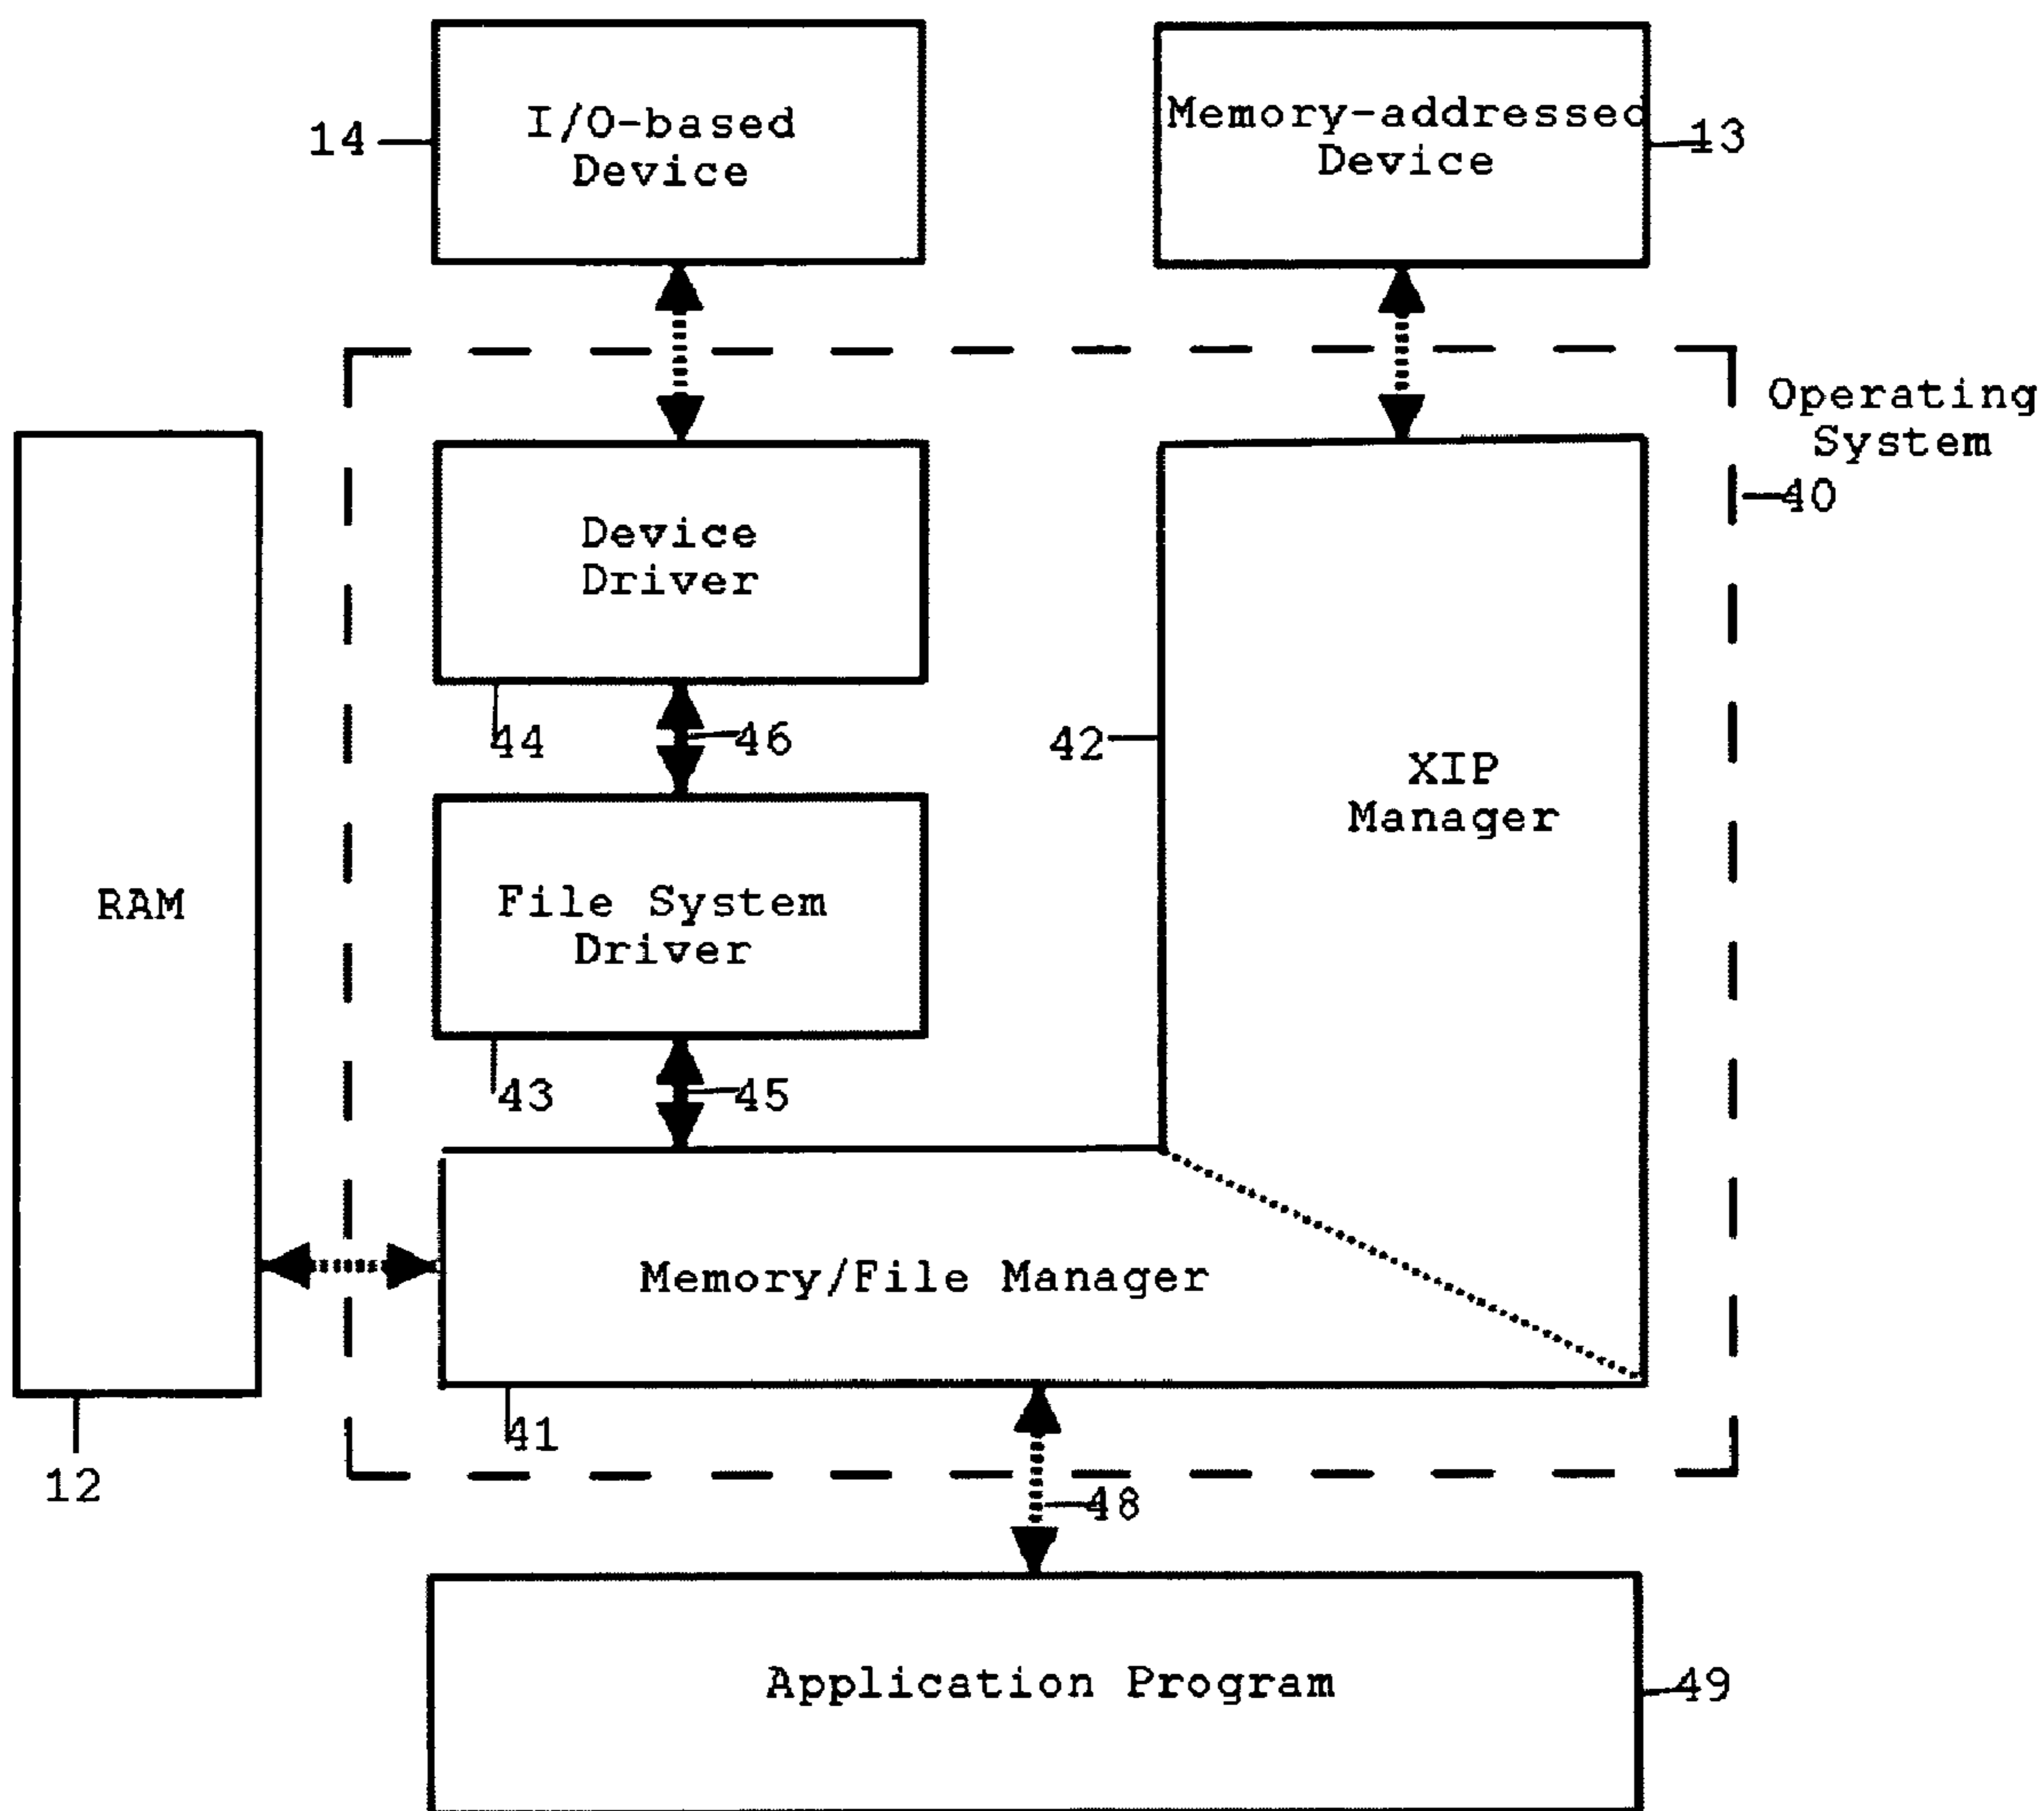 14
I/O-based
Device
Memory-addressed
Device
13
Operating
System
40
Device
Driver
44
46
42
XIP
Manager
RAM
File System
Driver
43
45
Memory/File Manager
41
12
48
Application Program
49